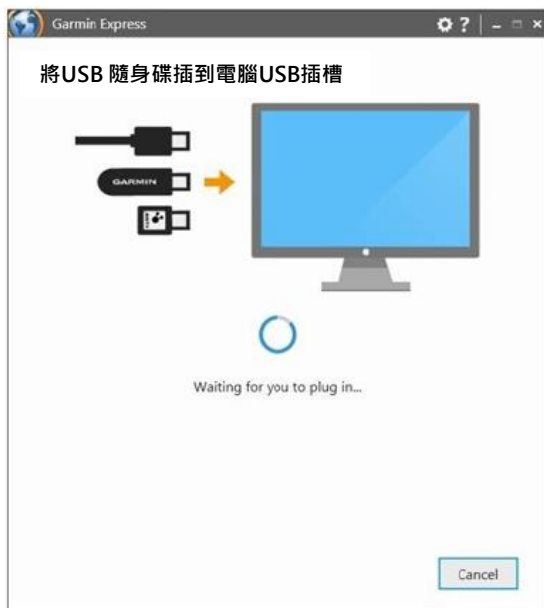 Garmin Express
將USB 隨身碟插到電腦USB插槽
GARMIN
Waiting for you to plug in...
Cancel